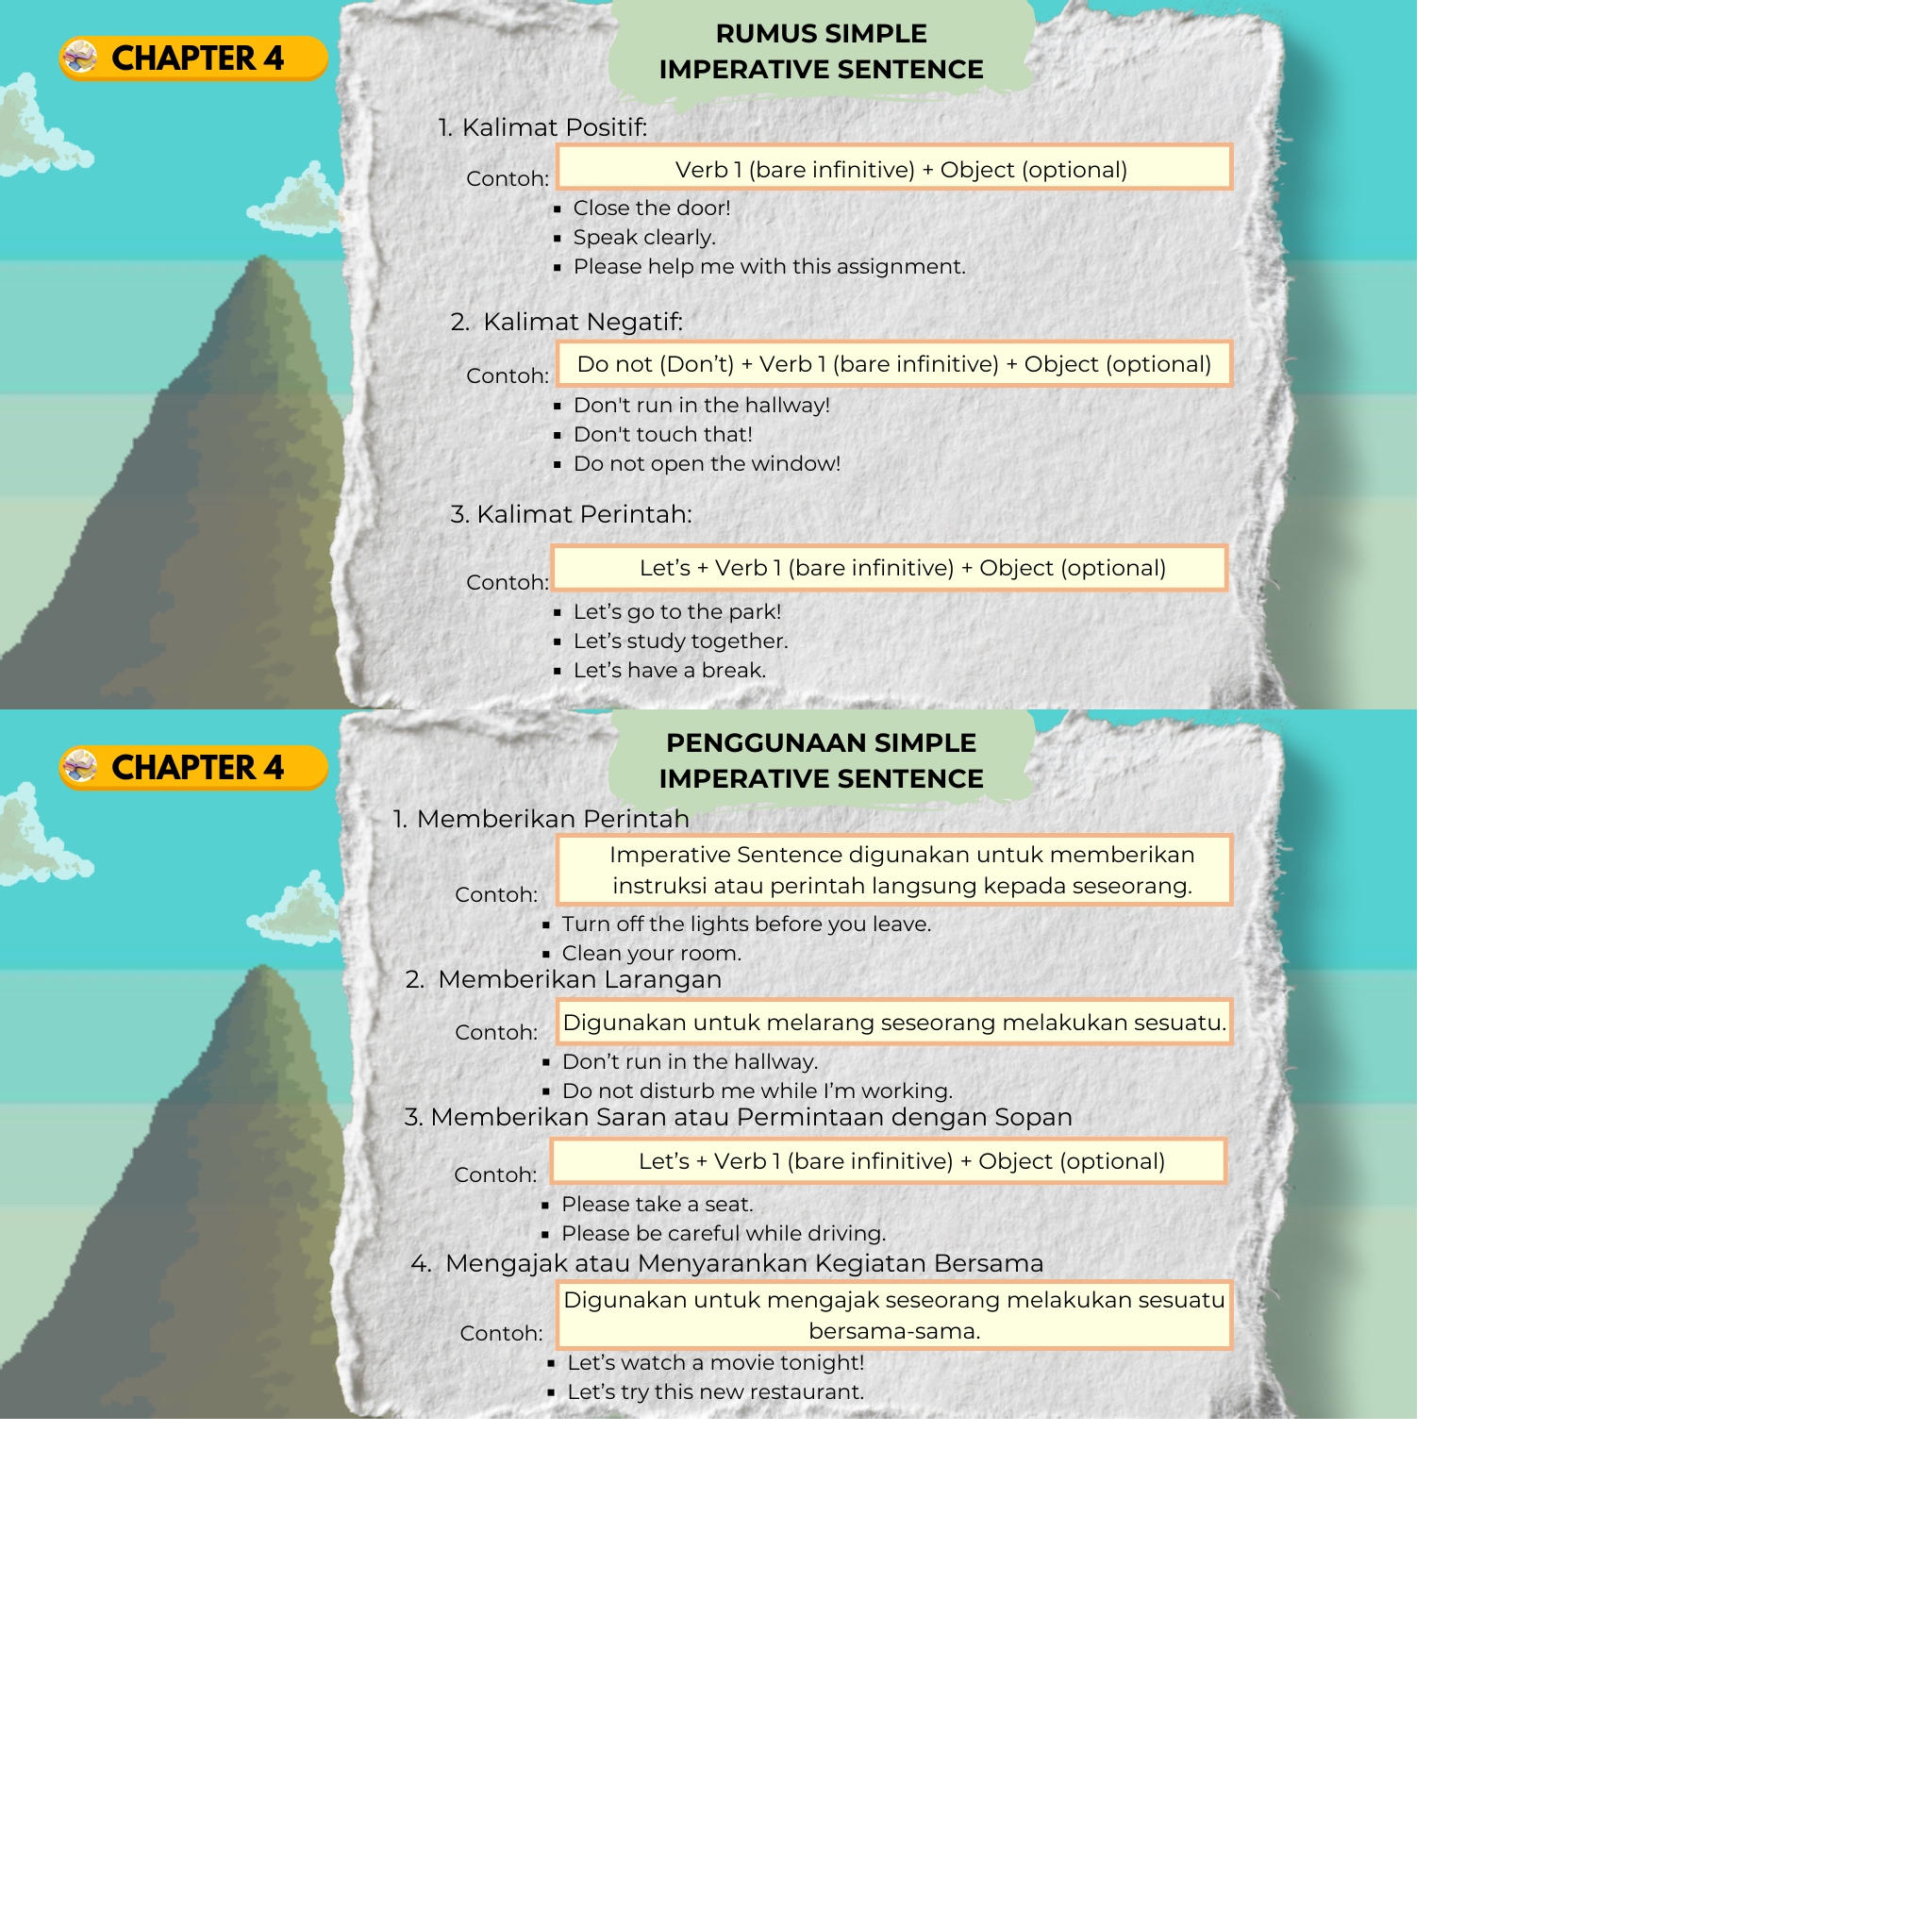 CHAPTER 4
RUMUS SIMPLE
IMPERATIVE SENTENCE
1. Kalimat Positif:
Verb 1 (bare infinitive) + Object (optional)
Contoh:
▪ Close the door!
▪ Speak clearly.
▪ Please help me with this assignment.
2. Kalimat Negatif:
Do not (Don’t) + Verb 1 (bare infinitive) + Object (optional)
Contoh:
▪ Don't run in the hallway!
▪ Don't touch that!
▪ Do not open the window!
3. Kalimat Perintah:
Let’s + Verb 1 (bare infinitive) + Object (optional)
Contoh:
▪ Let’s go to the park!
▪ Let’s study together.
▪ Let’s have a break.
CHAPTER 4
PENGGUNAAN SIMPLE
IMPERATIVE SENTENCE
1. Memberikan Perintah
Imperative Sentence digunakan untuk memberikan
instruksi atau perintah langsung kepada seseorang.
Contoh:
▪ Turn off the lights before you leave.
▪ Clean your room.
2. Memberikan Larangan
Digunakan untuk melarang seseorang melakukan sesuatu.
Contoh:
▪ Don’t run in the hallway.
▪ Do not disturb me while I’m working.
3. Memberikan Saran atau Permintaan dengan Sopan
Let’s + Verb 1 (bare infinitive) + Object (optional)
Contoh:
▪ Please take a seat.
▪ Please be careful while driving.
4. Mengajak atau Menyarankan Kegiatan Bersama
Digunakan untuk mengajak seseorang melakukan sesuatu
bersama-sama.
Contoh:
▪ Let’s watch a movie tonight!
▪ Let’s try this new restaurant.